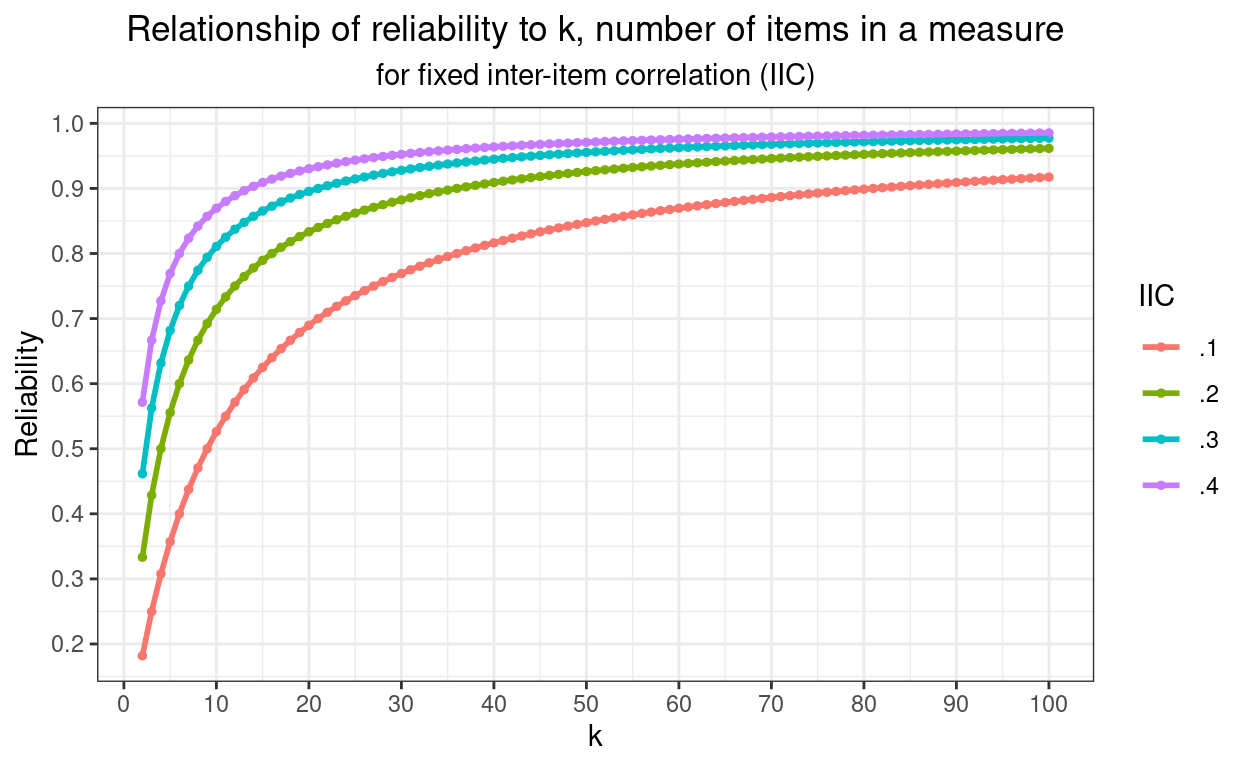 Relationship of reliability to k, number of items in a measure
for fixed inter-item correlation (IIC)
Reliability
1.0
0.9
0.8
0.7
0.6
0.5
0.4
0.3
0.2
0 10 20 30 40 50 60 70 80 90 100
k
IIC
.1
.2
.3
.4